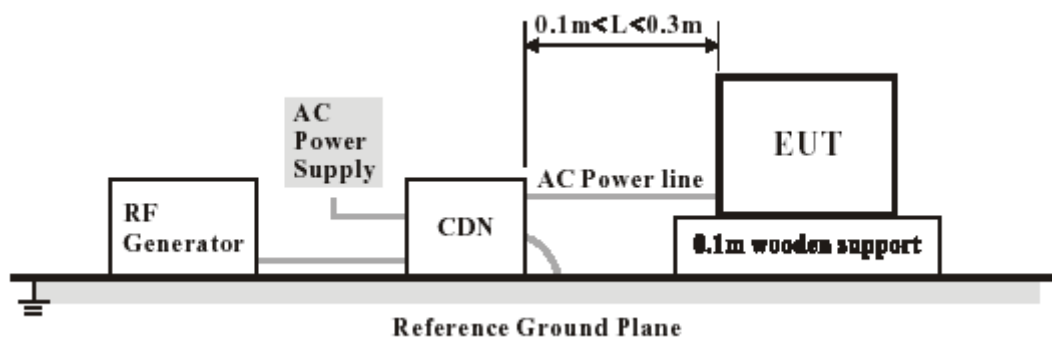 0.1m<L<0.3m
AC
Power
Supply
EUT
AC Power line
RF
Generator
CDN
0.1m wooden support
Reference Ground Plane